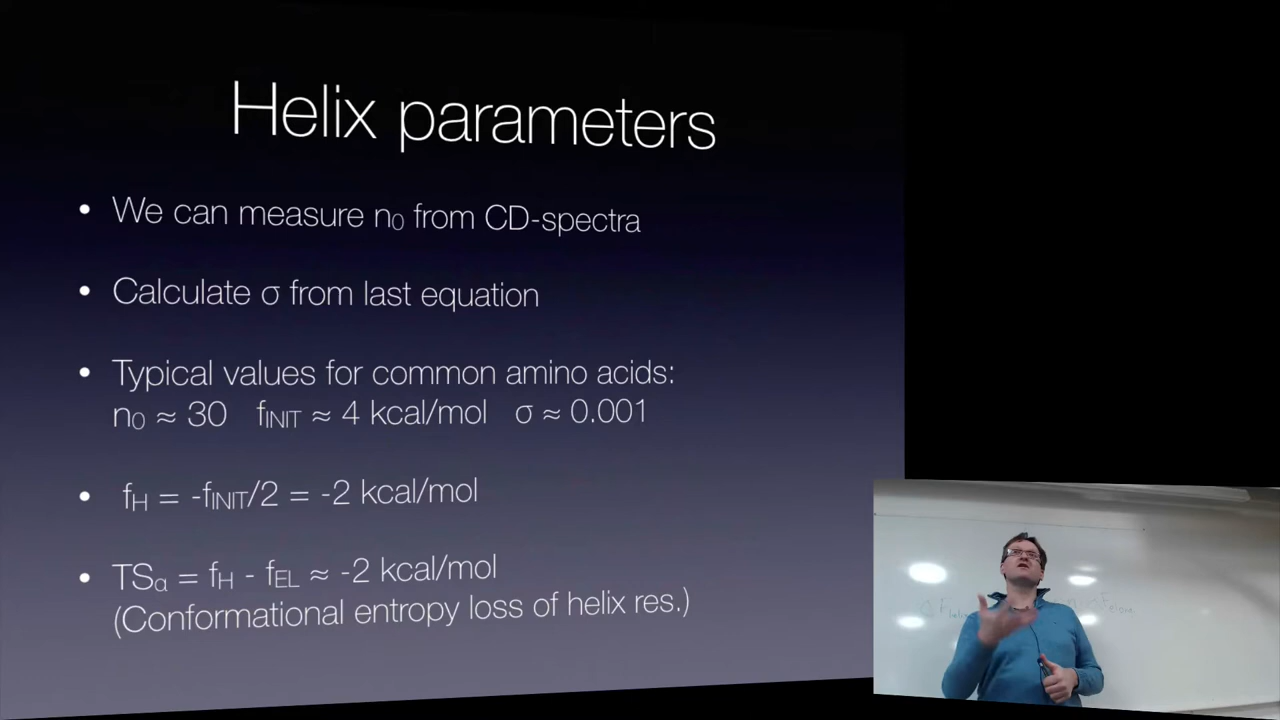 Helix parameters
• We can measure n₀ from CD-spectra
• Calculate σ from last equation
• Typical values for common amino acids:
n₀ ≈ 30 fINIT ≈ 4 kcal/mol σ ≈ 0.001
• fH = -fINIT/2 = -2 kcal/mol
• TSα = fH - fEL ≈ -2 kcal/mol
(Conformational entropy loss of helix res.)